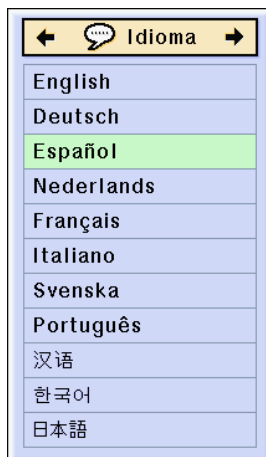 Idioma
English
Deutsch
Español
Nederlands
Français
Italiano
Svenska
Português
汉语
한국어
日本語